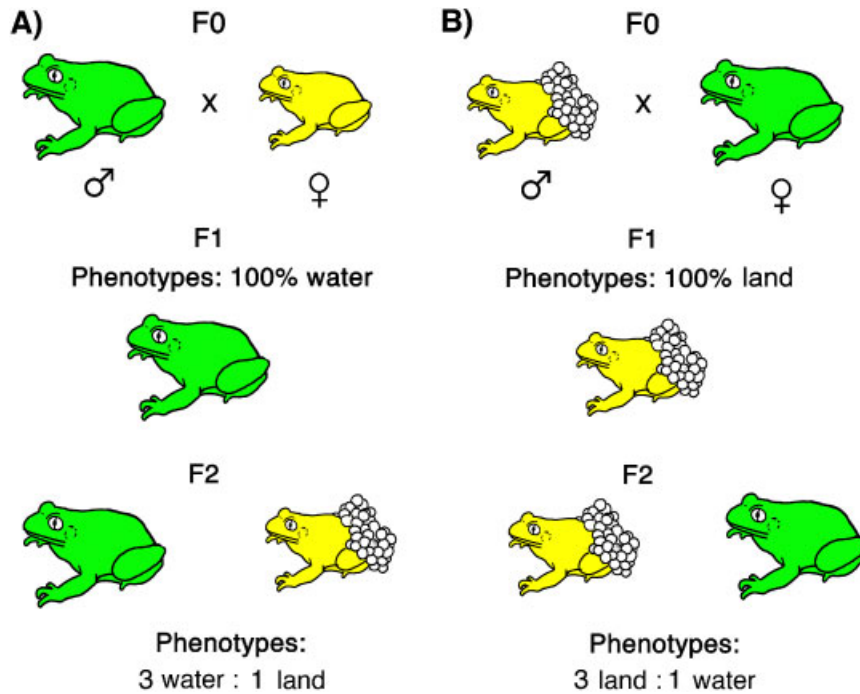 A)
F0
X
♂
♀
F1
Phenotypes: 100% water
F2
Phenotypes:
3 water : 1 land
B)
F0
X
♂
♀
F1
Phenotypes: 100% land
F2
Phenotypes:
3 land : 1 water